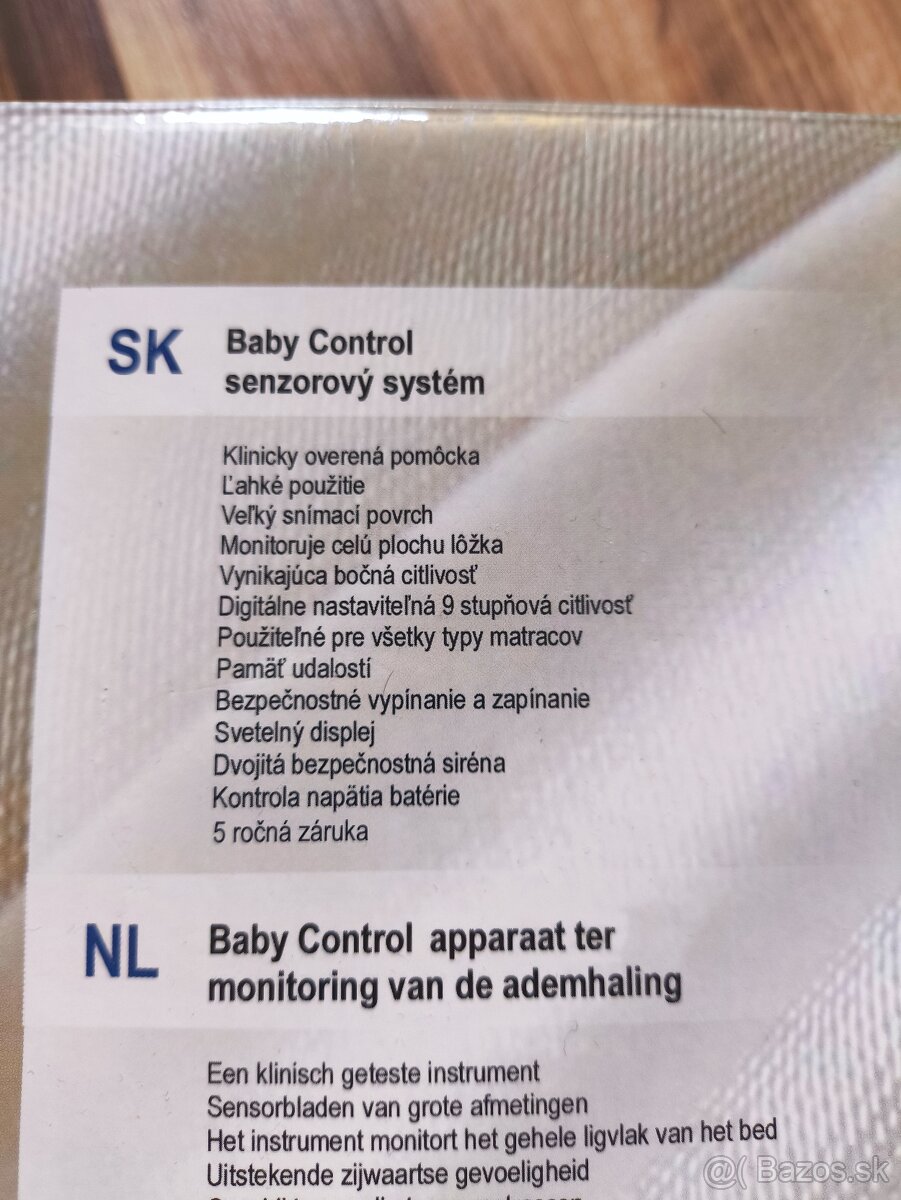 SK
Baby Control
senzorový systém
Klinicky overená pomôcka
Ľahké použitie
Veľký snímací povrch
Monitoruje celú plochu lôžka
Vynikajúca bočná citlivosť
Digitálne nastaviteľná 9 stupňová citlivosť
Použiteľné pre všetky typy matracov
Pamäť udalostí
Bezpečnostné vypínanie a zapínanie
Svetelný displej
Dvojitá bezpečnostná siréna
Kontrola napätia batérie
5 ročná záruka
NL
Baby Control apparaat ter
monitoring van de ademhaling
Een klinisch geteste instrument
Sensorbladen van grote afmetingen
Het instrument monitort het gehele ligvlak van het bed
Uitstekende zijwaartse gevoeligheid
@( Bazos.sk